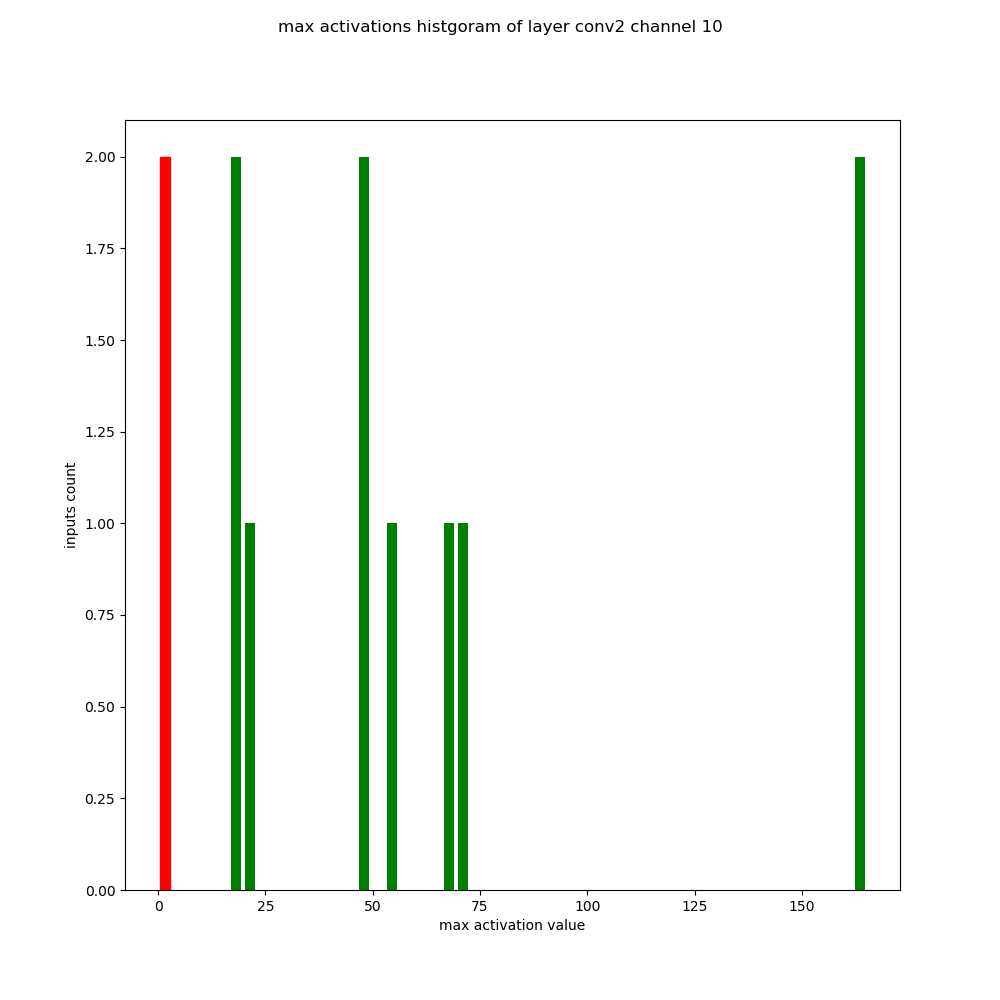 max activations histgoram of layer conv2 channel 10
2.00
1.75
1.50
1.25
1.00
0.75
0.50
0.25
0.00
inputs count
0 25 50 75 100 125 150
max activation value